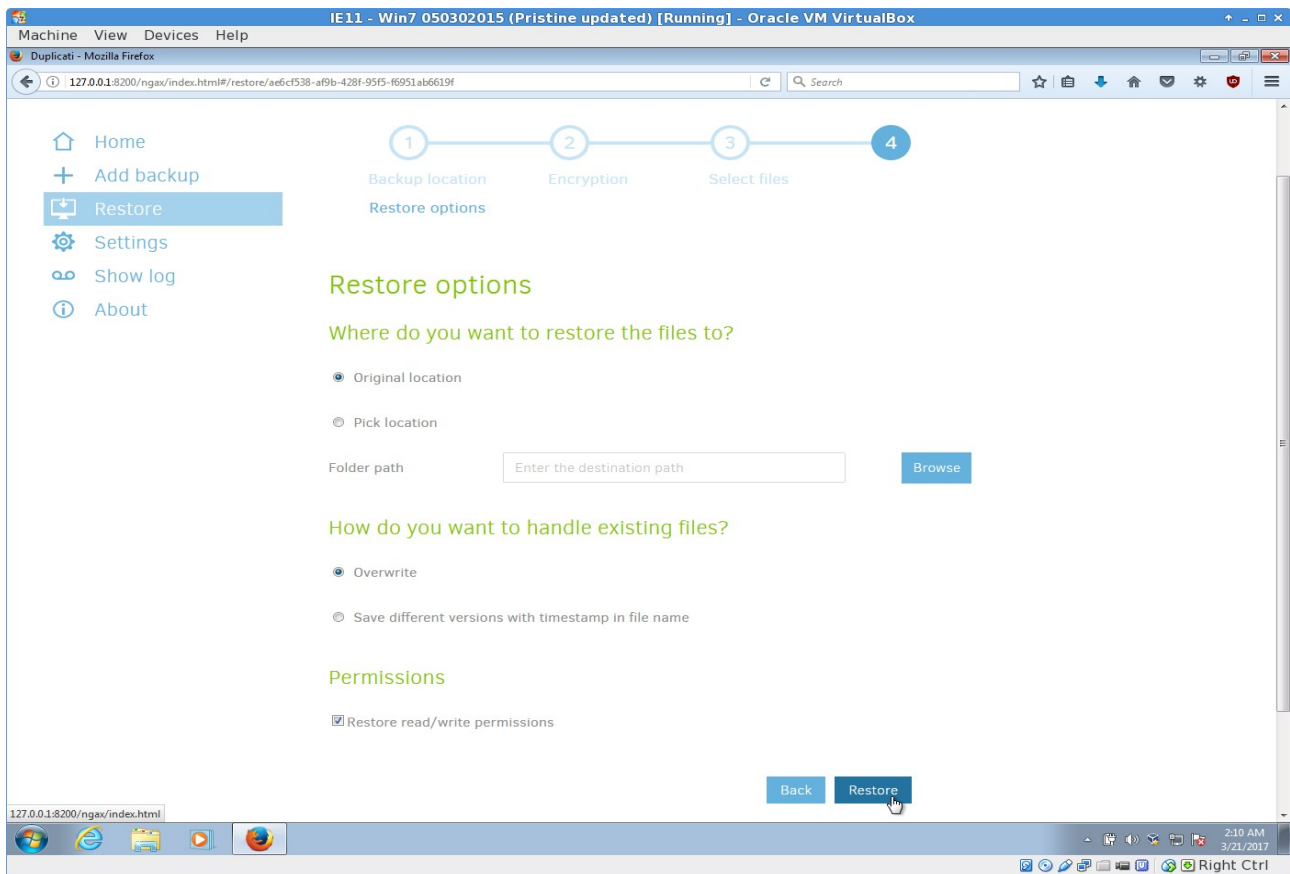 IE11 - Win7 050302015 (Pristine updated) [Running] - Oracle VM VirtualBox
Machine View Devices Help
Duplicati - Mozilla Firefox
127.0.0.1:8200/ngax/index.html#/restore/ae6cf538-af9b-428f-95f5-f6951ab6619f
Search
Home
Add backup
Restore
Settings
Show log
About
1 2 3 4
Backup location Encryption Select files
Restore options
Restore options
Where do you want to restore the files to?
Original location
Pick location
Folder path Enter the destination path Browse
How do you want to handle existing files?
Overwrite
Save different versions with timestamp in file name
Permissions
Restore read/write permissions
Back Restore
127.0.0.1:8200/ngax/index.html
2:10 AM
3/21/2017
Right Ctrl